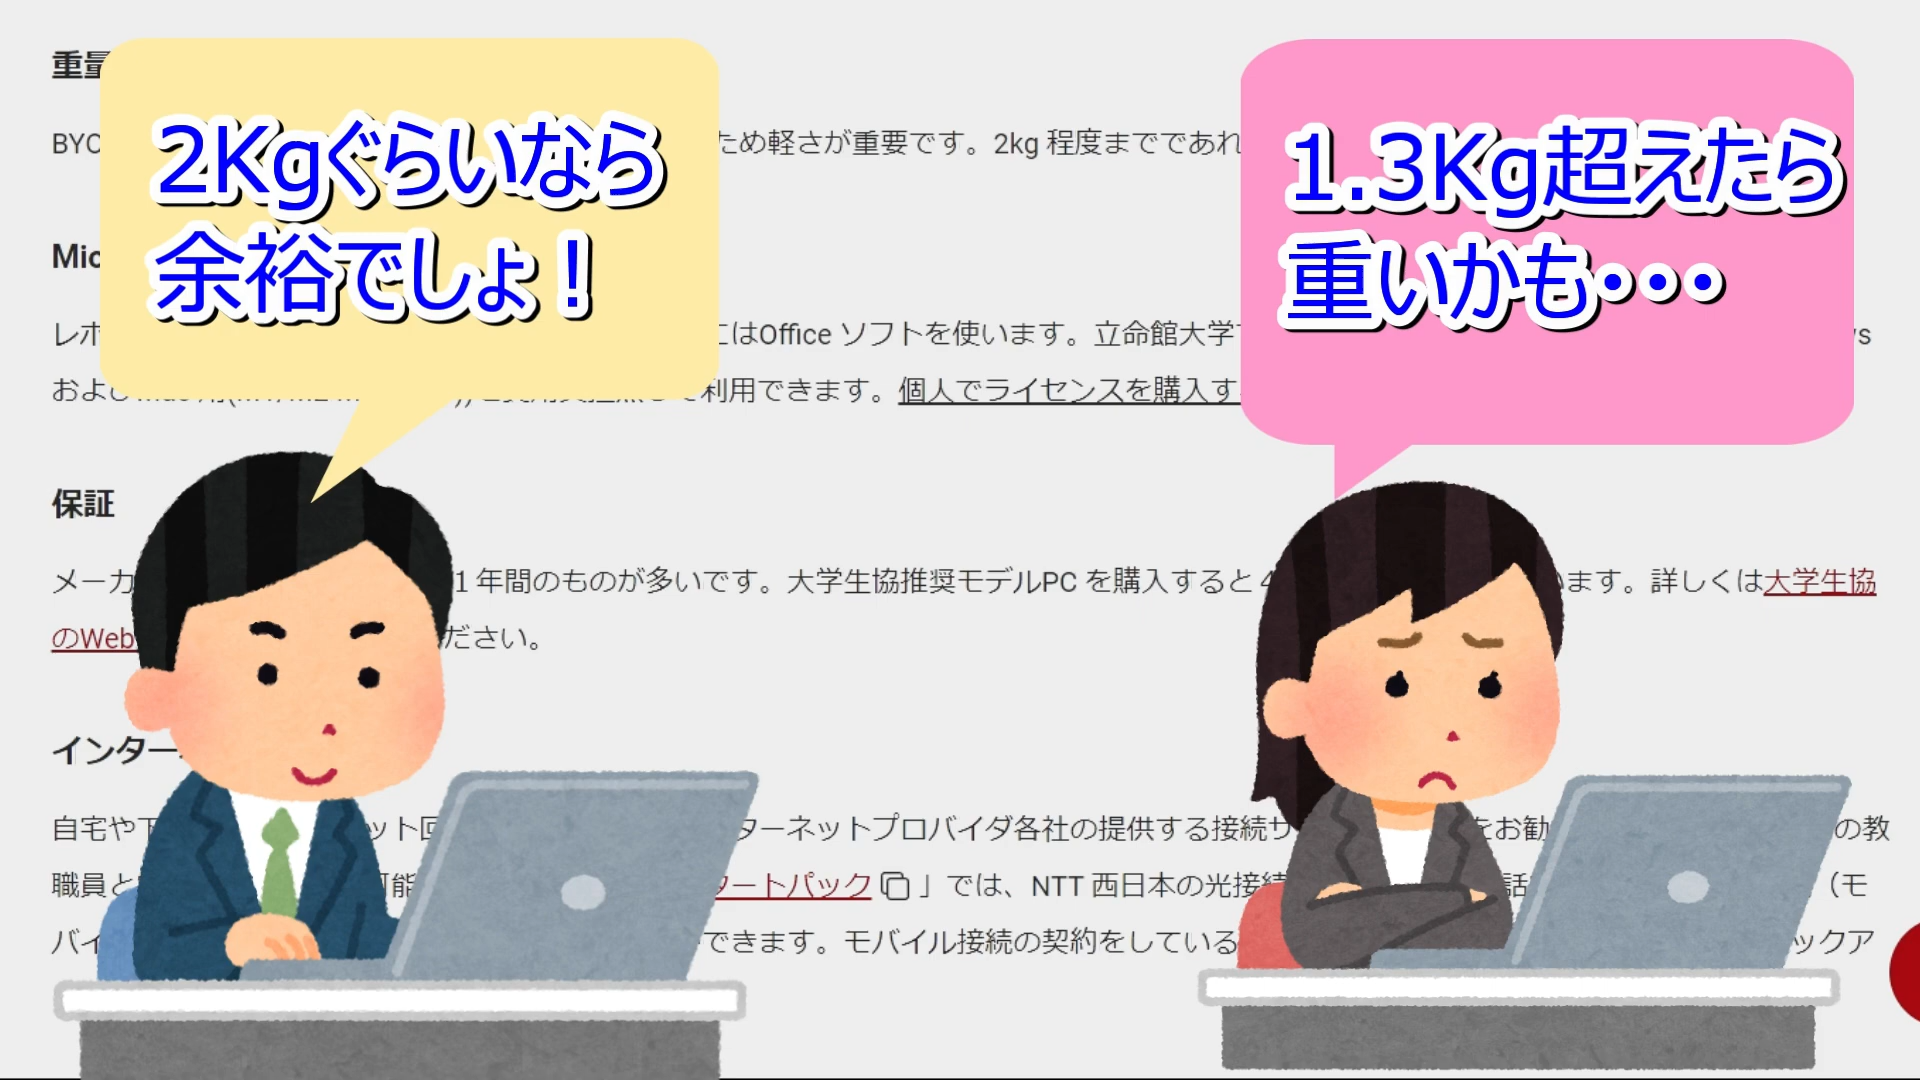 重量
2Kgぐらいなら
余裕でしょ！
1.3Kg超えたら
重いかも・・・
BYO ため軽さが重要です。2kg 程度までであれ
Mic
レポ にはOffice ソフトを使います。立命館大学
および 利用できます。個人でライセンスを購入す
保証
メーカ 1 年間のものが多いです。大学生協推奨モデルPC を購入すると います。詳しくは大学生協
のWeb ださい。
インター
自宅や ット回 ターネットプロバイダ各社の提供する接続サ をお勧 の教
職員と 可能 タートパック 」では、NTT 西日本の光接続 話 （モ
バイ できます。モバイル接続の契約をしている ックア